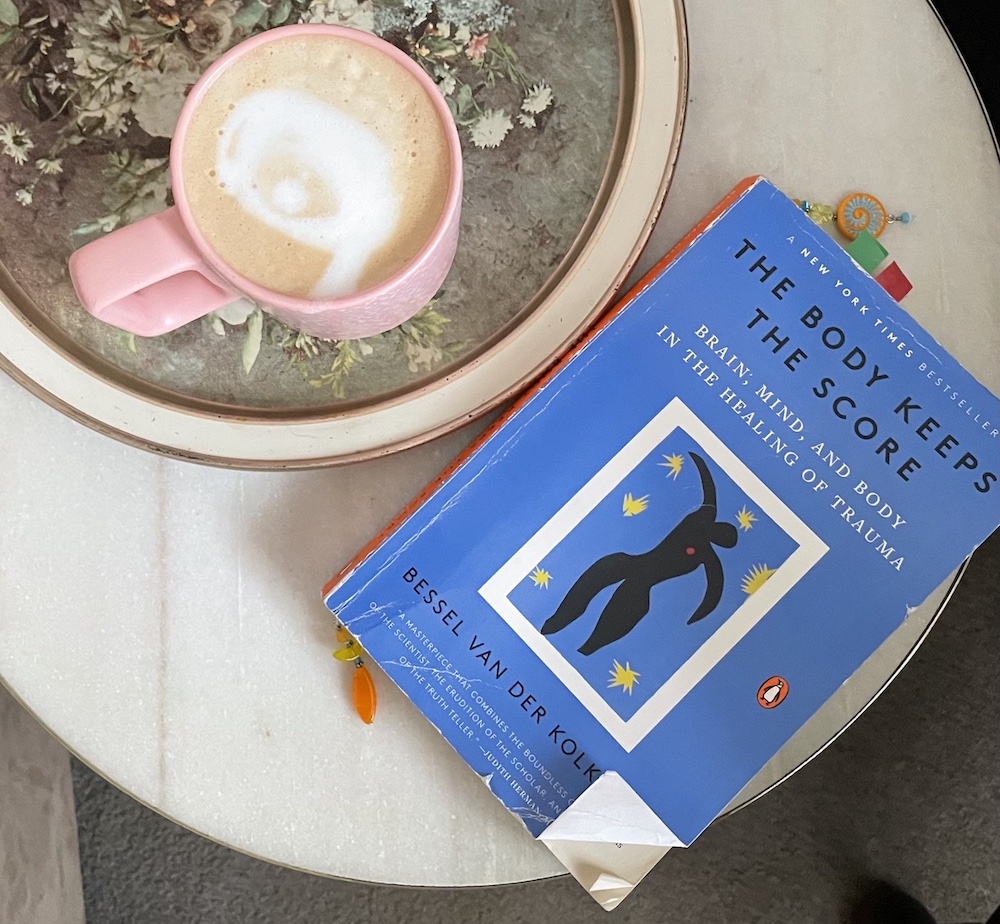 A NEW YORK TIMES BESTSELLER
THE BODY KEEPS
THE SCORE
BRAIN, MIND, AND BODY
IN THE HEALING OF TRAUMA
BESSEL VAN DER KOLK
"A MASTERPIECE THAT COMBINES THE BOUNDLESS
OF THE SCIENTIST, THE ERUDITION OF THE SCHOLAR, AN
OF THE TRUTH TELLER." —JUDITH HERMAN